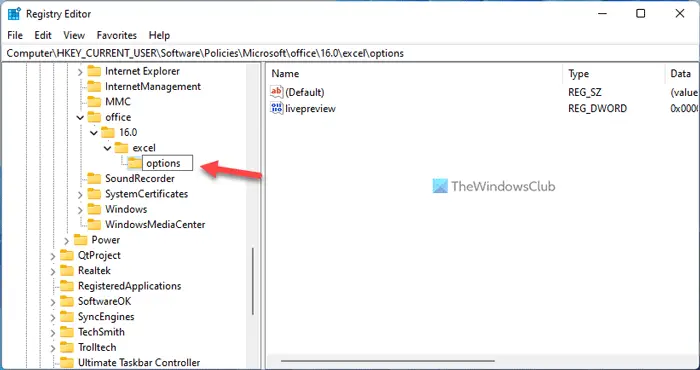 Registry Editor
File Edit View Favorites Help
Computer\HKEY_CURRENT_USER\Software\Policies\Microsoft\office\16.0\excel\options
Internet Explorer
InternetManagement
MMC
office
16.0
excel
options
SoundRecorder
SystemCertificates
Windows
WindowsMediaCenter
Power
QtProject
Realtek
RegisteredApplications
SoftwareOK
SyncEngines
TechSmith
Trolltech
Ultimate Taskbar Controller
Name Type Data
ab (Default) REG_SZ (value
livepreview REG_DWORD 0x0000
TheWindowsClub